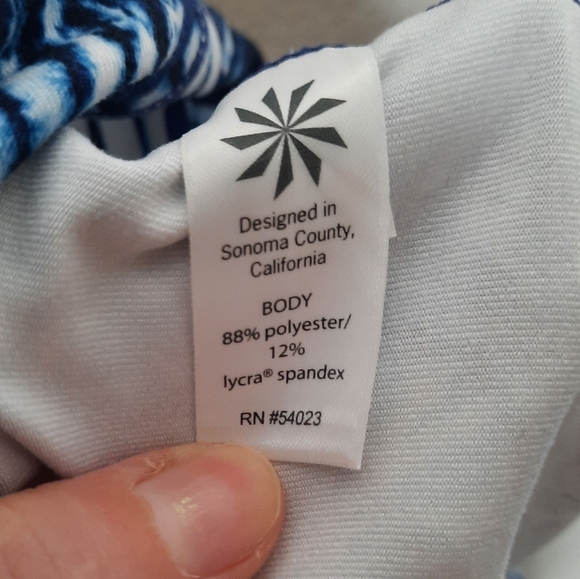 Designed in
Sonoma County,
California
BODY
88% polyester/
12%
lycra® spandex
RN #54023